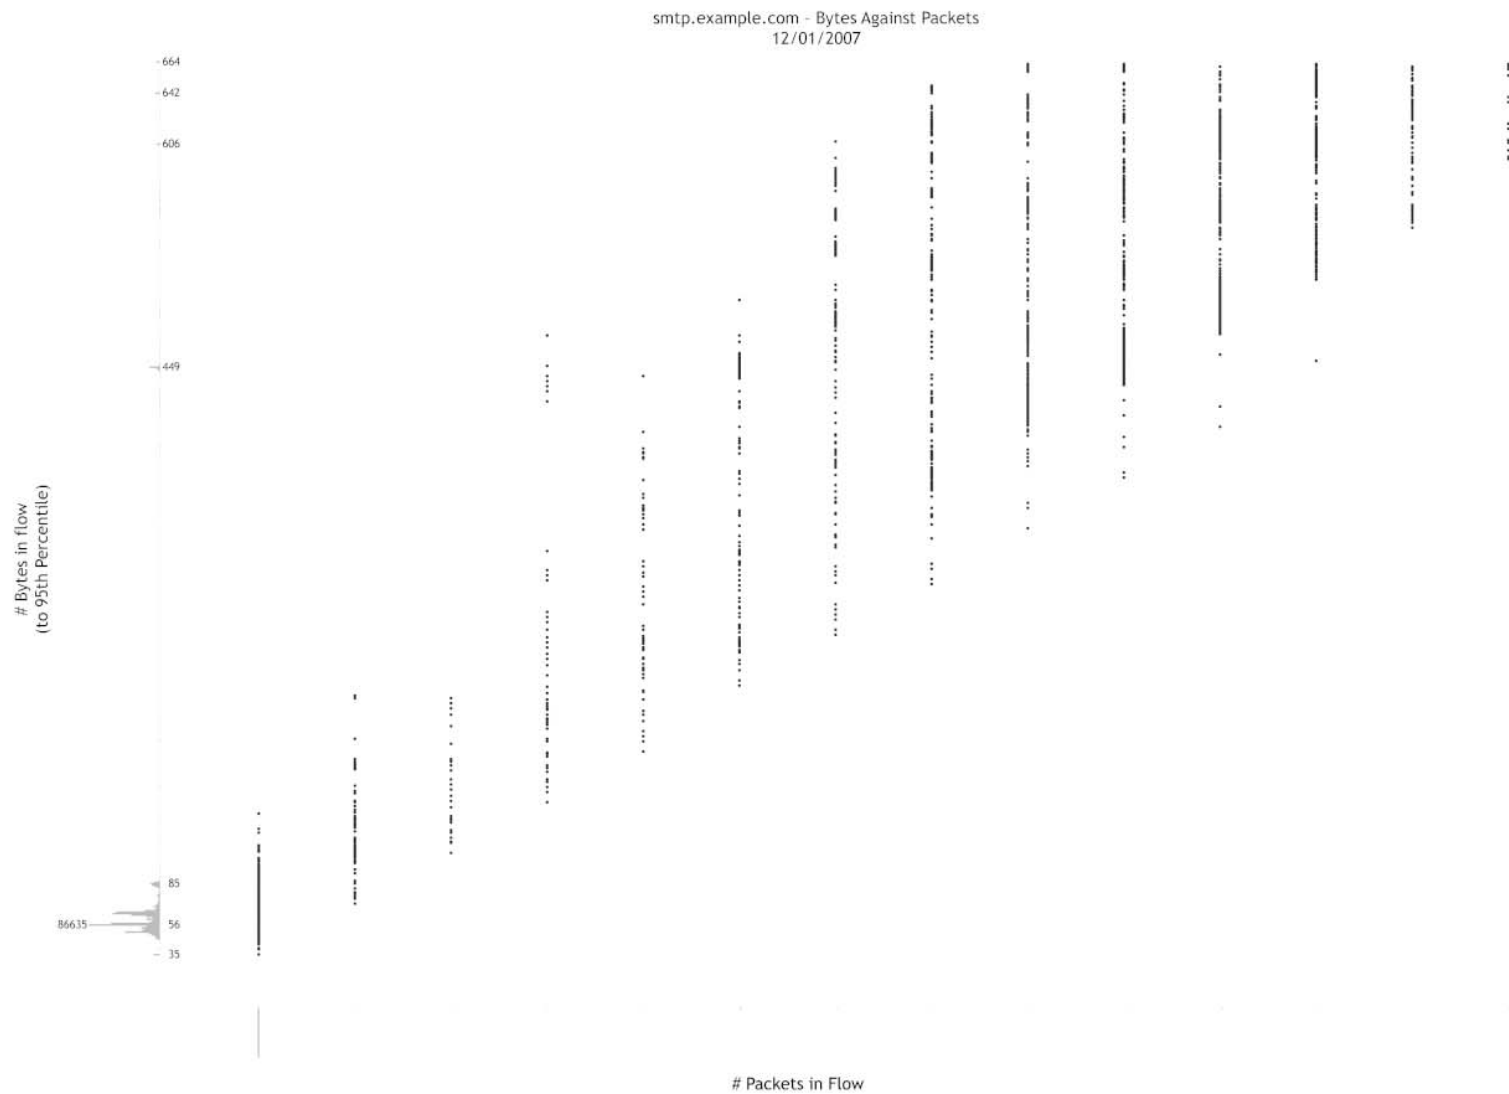 smtp.example.com - Bytes Against Packets
12/01/2007
664
642
606
449
# Bytes in flow
(to 95th Percentile)
85
86635
56
35
# Packets in Flow